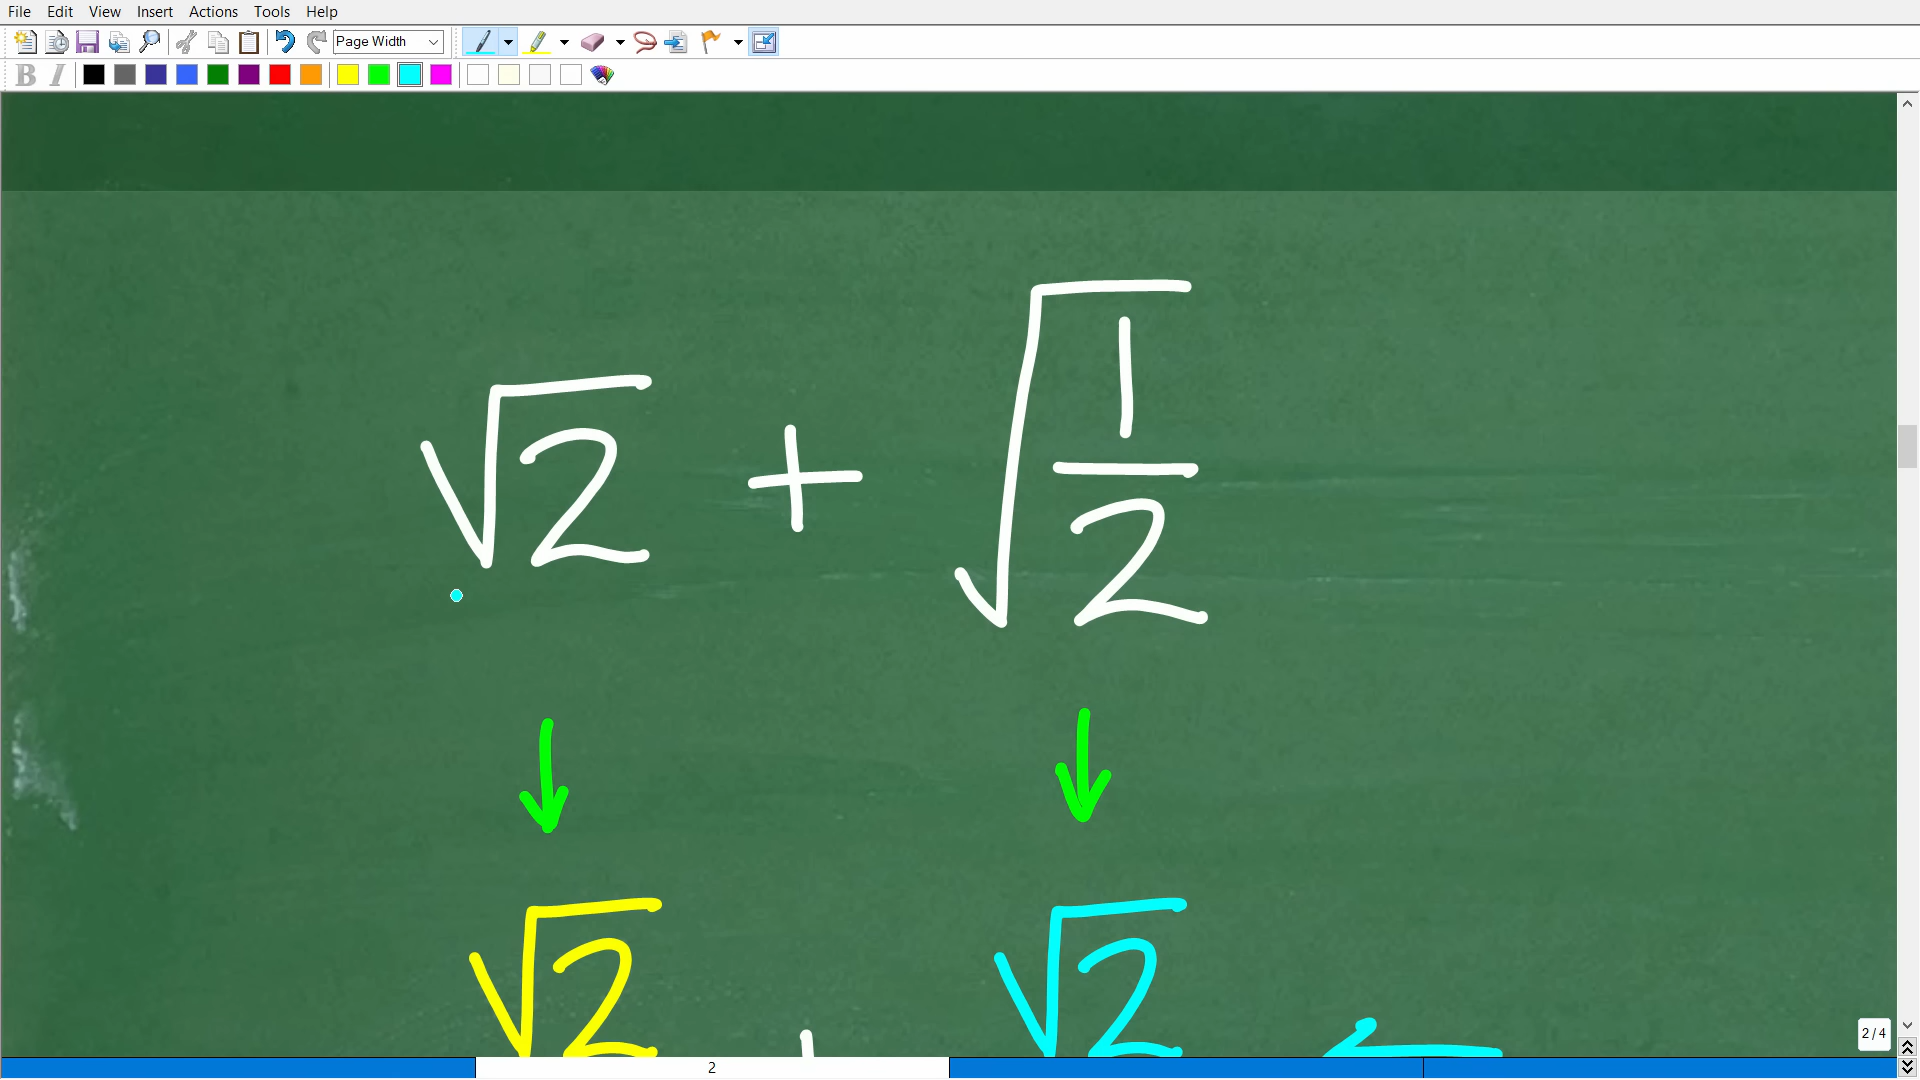 File Edit View Insert Actions Tools Help
Page Width
B I
√2 + √(1/2)
↓ ↓
√2 + √2
2
2 / 4